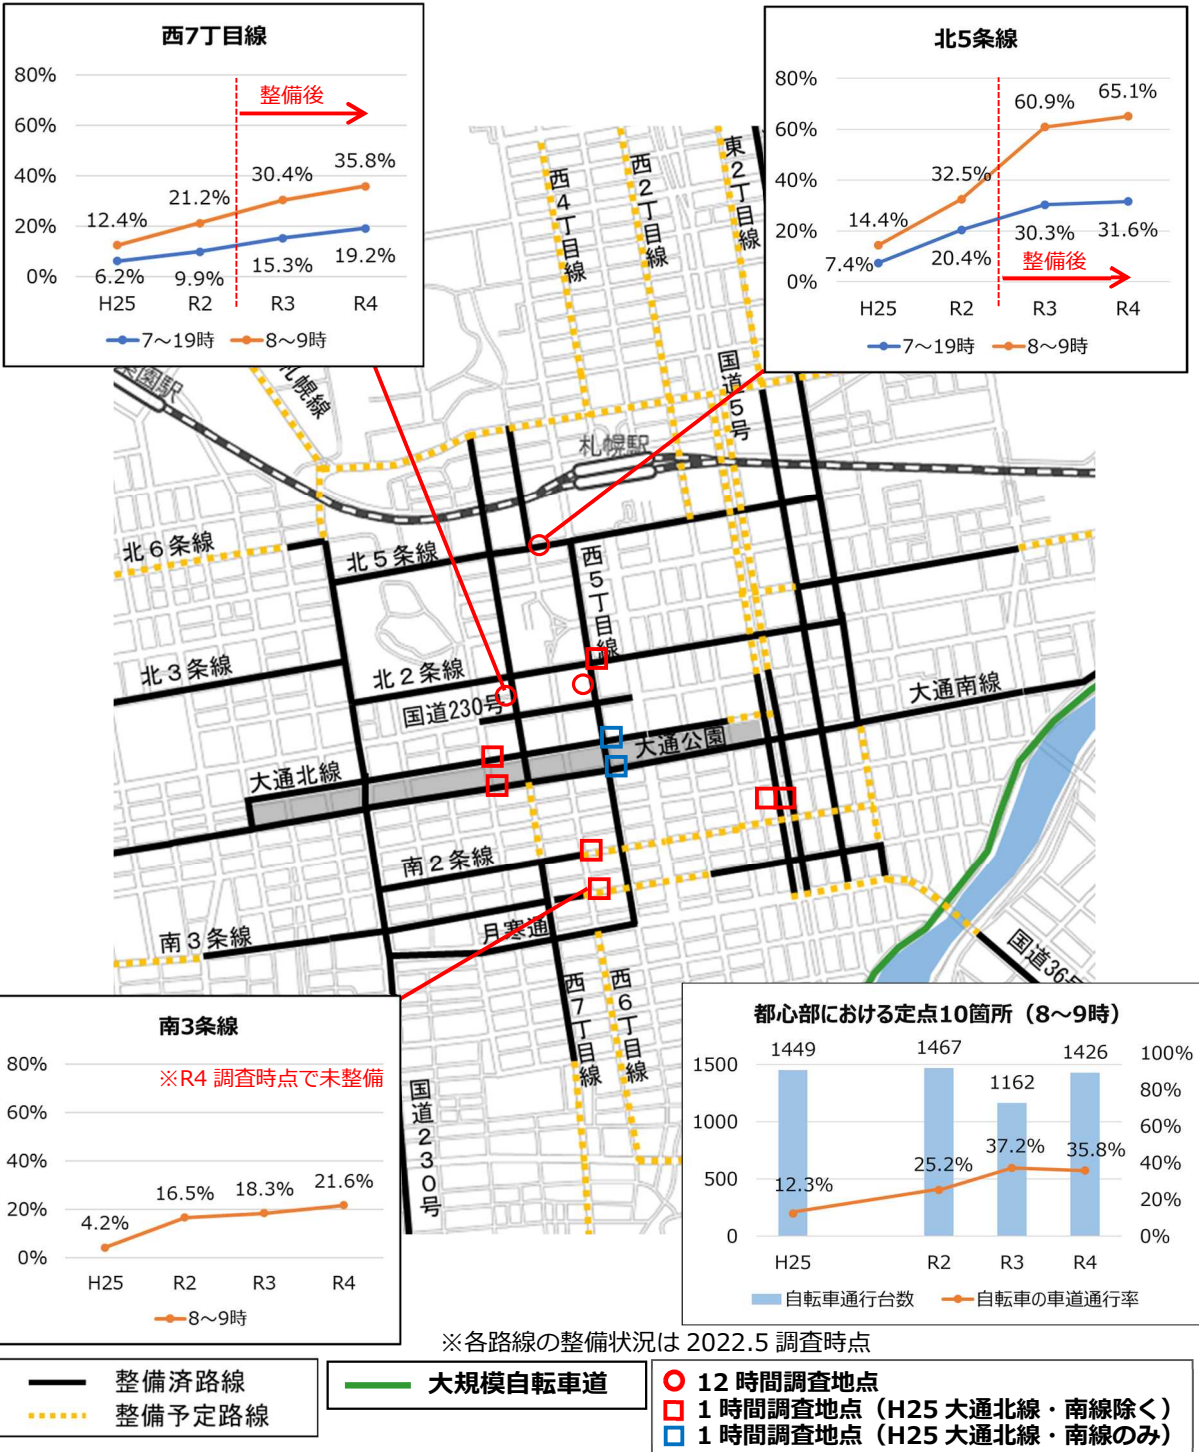 西7丁目線
80%
60%
40%
20%
0%
整備後
12.4%
21.2%
30.4%
35.8%
6.2%
9.9%
15.3%
19.2%
H25 R2 R3 R4
7～19時 8～9時
北5条線
80%
60%
40%
20%
0%
14.4%
32.5%
60.9%
65.1%
7.4%
20.4%
30.3%
31.6%
整備後
H25 R2 R3 R4
7～19時 8～9時
西4丁目線
西2丁目線
東2丁目線
国道5号
札幌線
園駅
札幌駅
北6条線
北5条線
西5丁目線
北3条線
北2条線
国道230号
大通南線
大通公園
大通北線
南2条線
南3条線
月寒通
西7丁目線
西6丁目線
国道36号
国道230号
南3条線
80%
60%
40%
20%
0%
※R4 調査時点で未整備
4.2%
16.5%
18.3%
21.6%
H25 R2 R3 R4
8～9時
都心部における定点10箇所（8～9時）
1500
1000
500
0
1449
1467
1162
1426
100%
80%
60%
40%
20%
0%
12.3%
25.2%
37.2%
35.8%
H25 R2 R3 R4
自転車通行台数 自転車の車道通行率
※各路線の整備状況は 2022.5 調査時点
整備済路線
整備予定路線
大規模自転車道
12 時間調査地点
1 時間調査地点（H25 大通北線・南線除く）
1 時間調査地点（H25 大通北線・南線のみ）